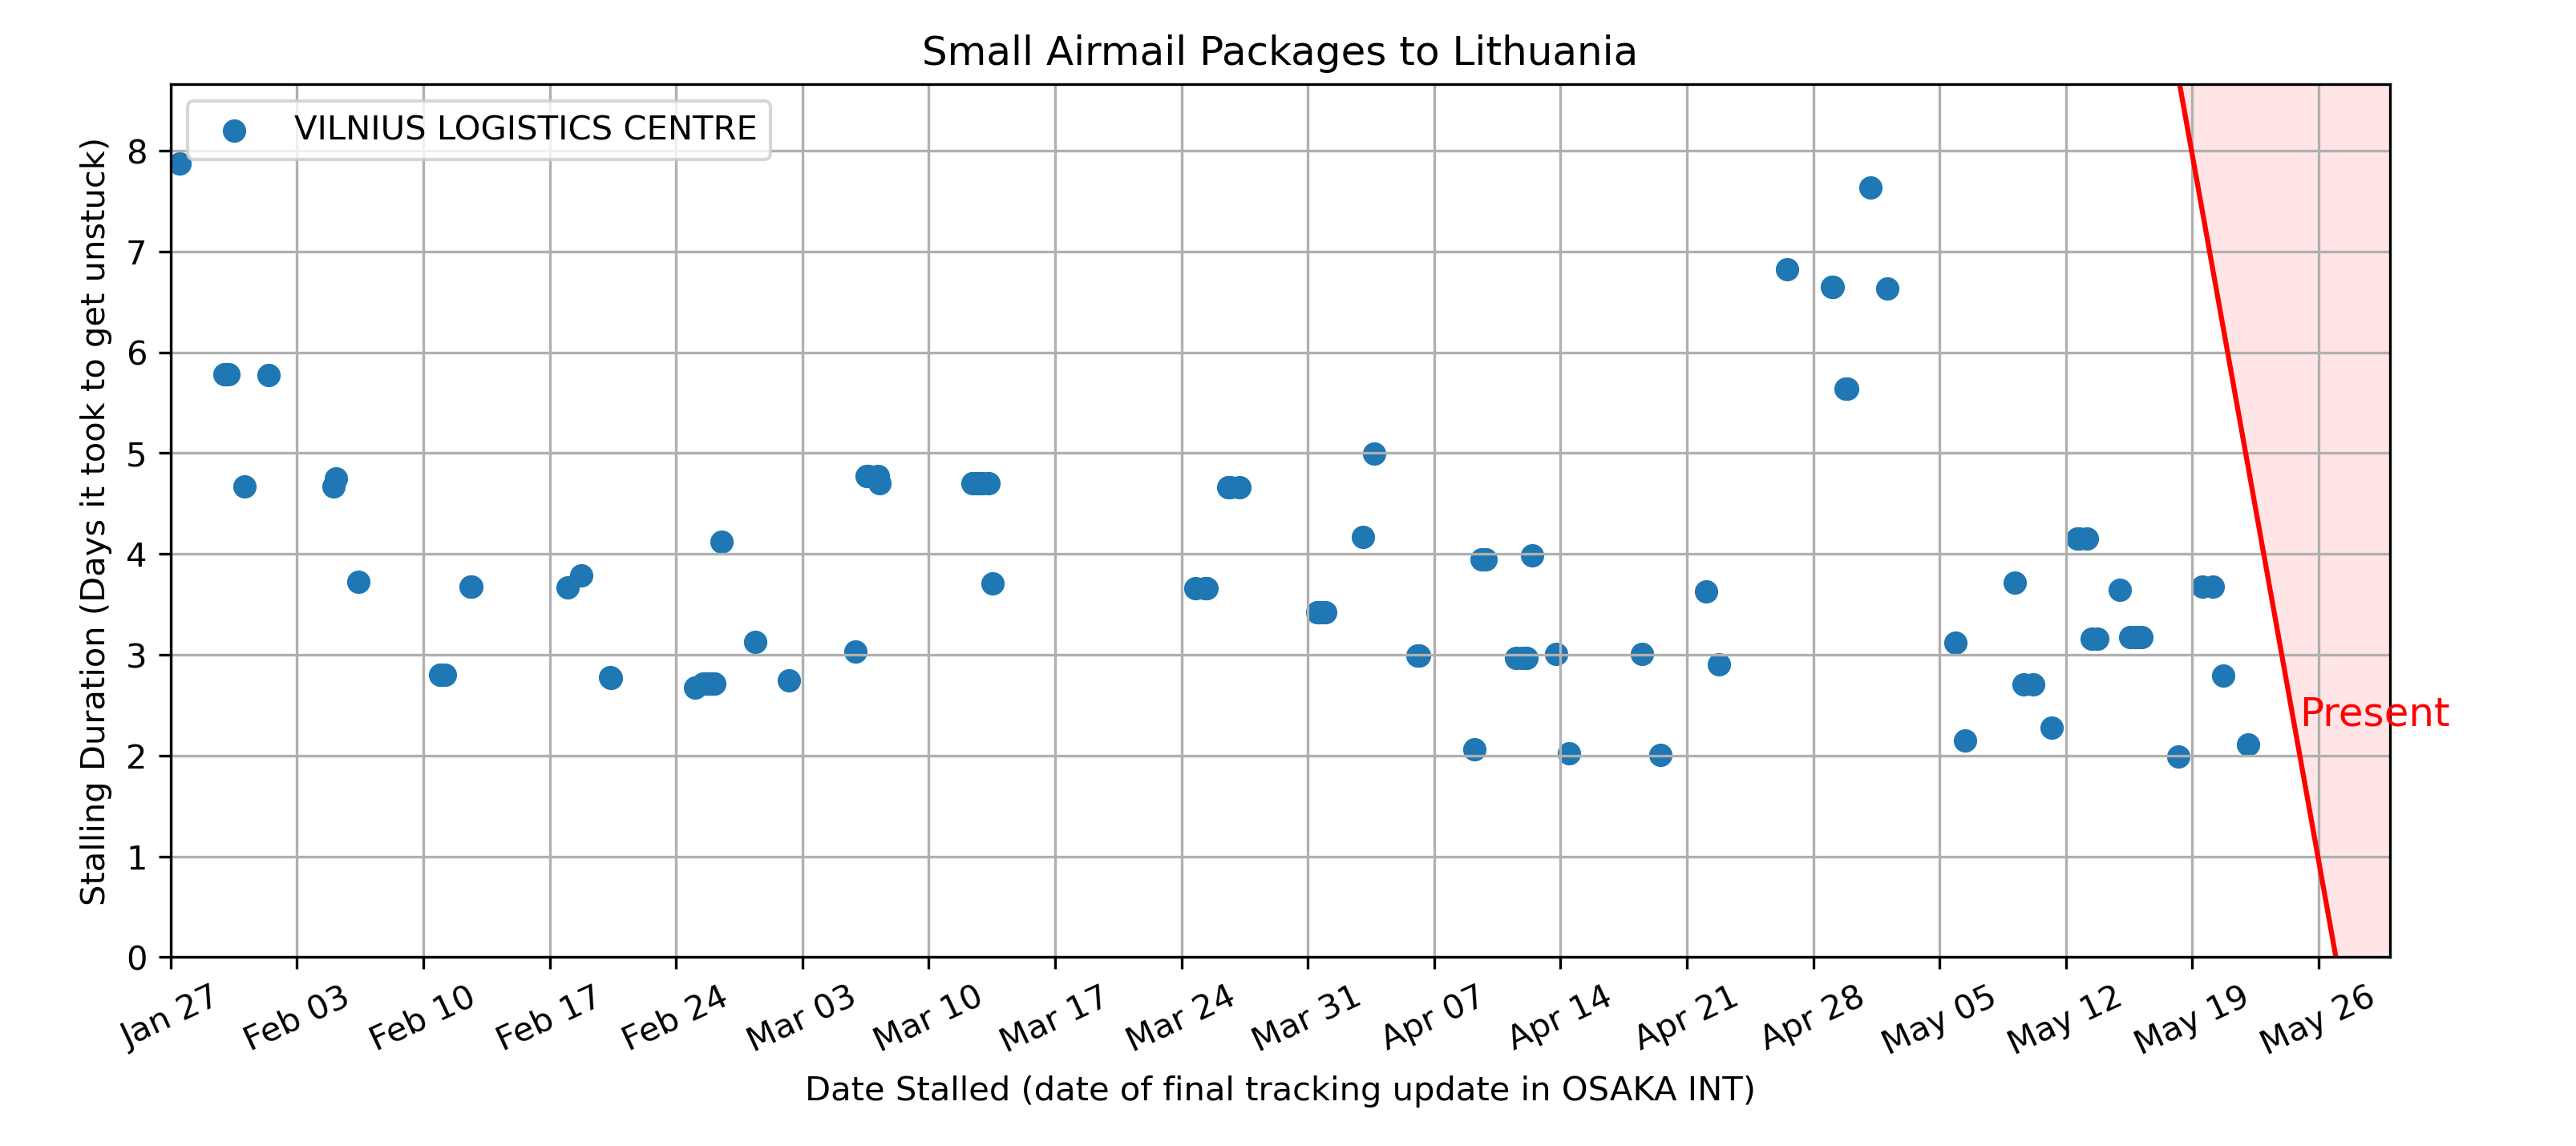 Small Airmail Packages to Lithuania
VILNIUS LOGISTICS CENTRE
Stalling Duration (Days it took to get unstuck)
8
7
6
5
4
3
2
1
0
Present
Jan 27
Feb 03
Feb 10
Feb 17
Feb 24
Mar 03
Mar 10
Mar 17
Mar 24
Mar 31
Apr 07
Apr 14
Apr 21
Apr 28
May 05
May 12
May 19
May 26
Date Stalled (date of final tracking update in OSAKA INT)